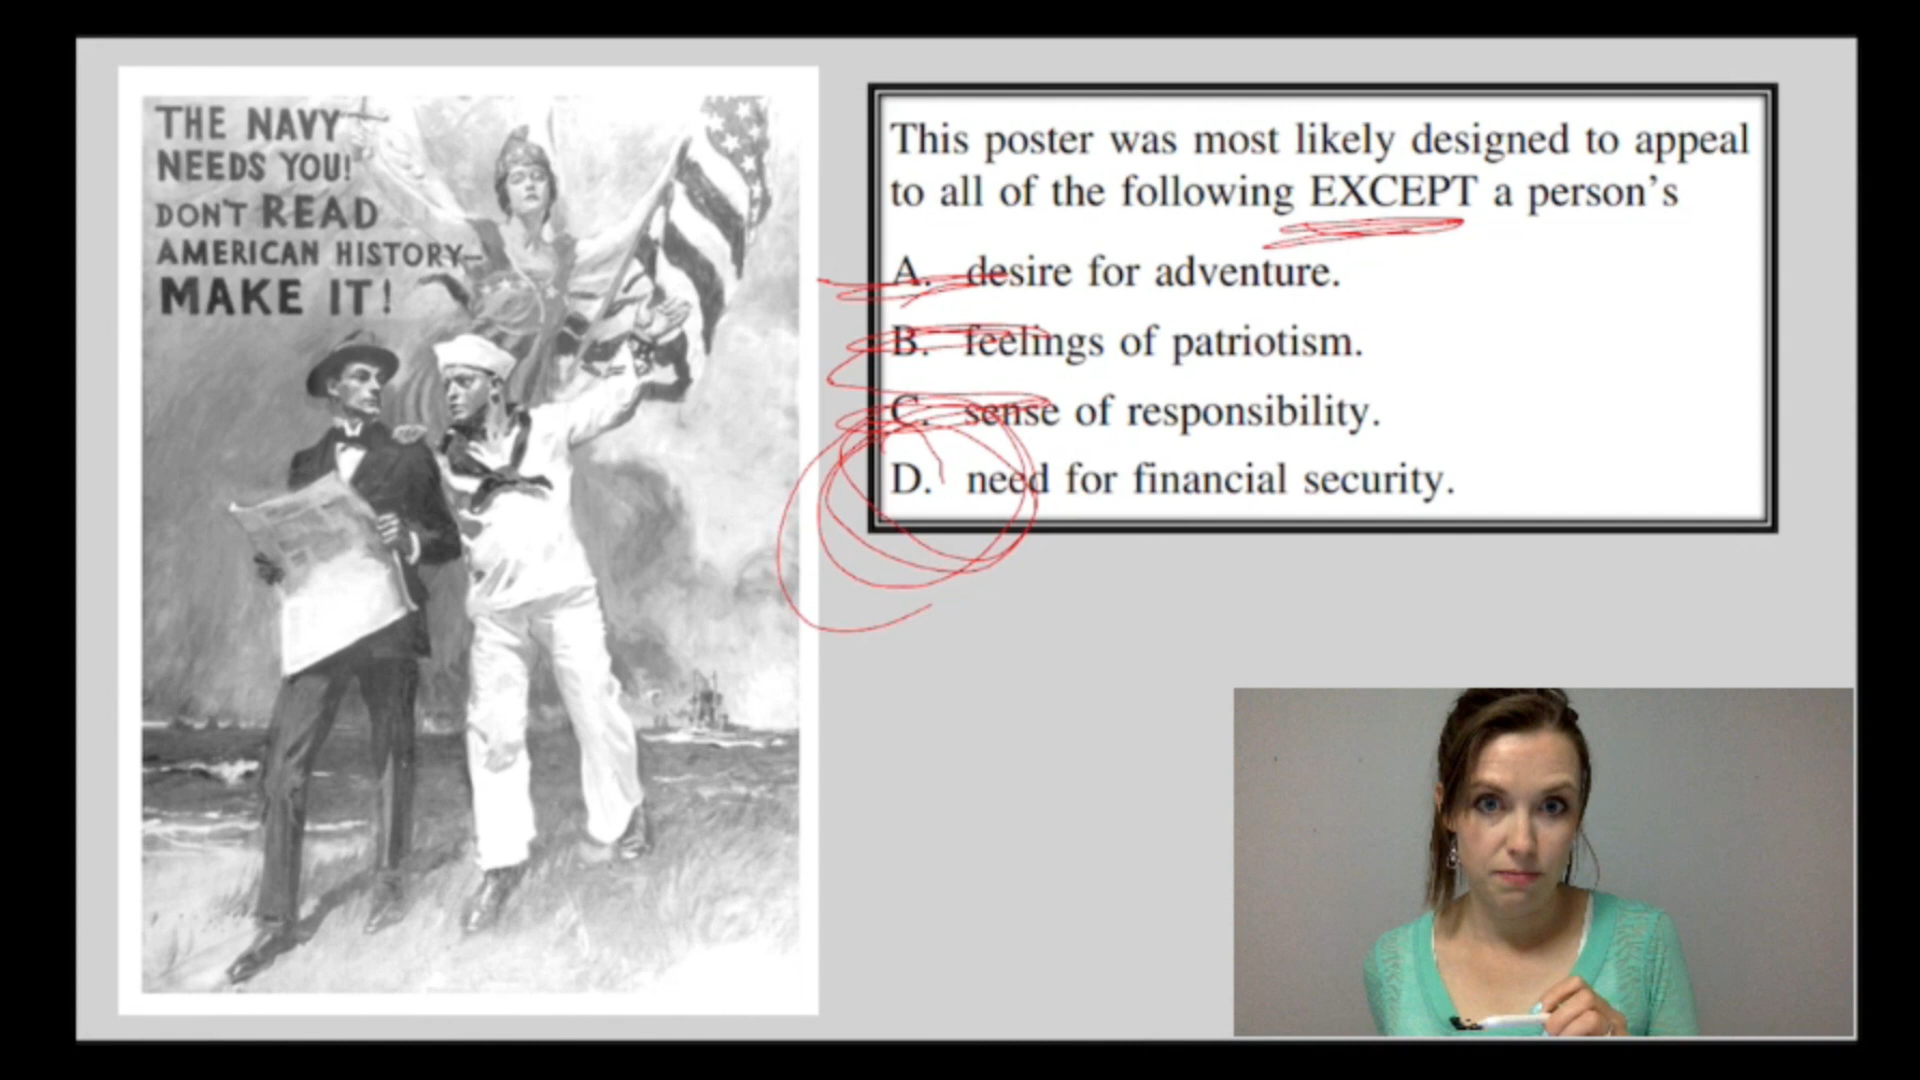 THE NAVY
NEEDS YOU!
DON'T READ
AMERICAN HISTORY–
MAKE IT!
This poster was most likely designed to appeal
to all of the following EXCEPT a person's
A. desire for adventure.
B. feelings of patriotism.
C. sense of responsibility.
D. need for financial security.